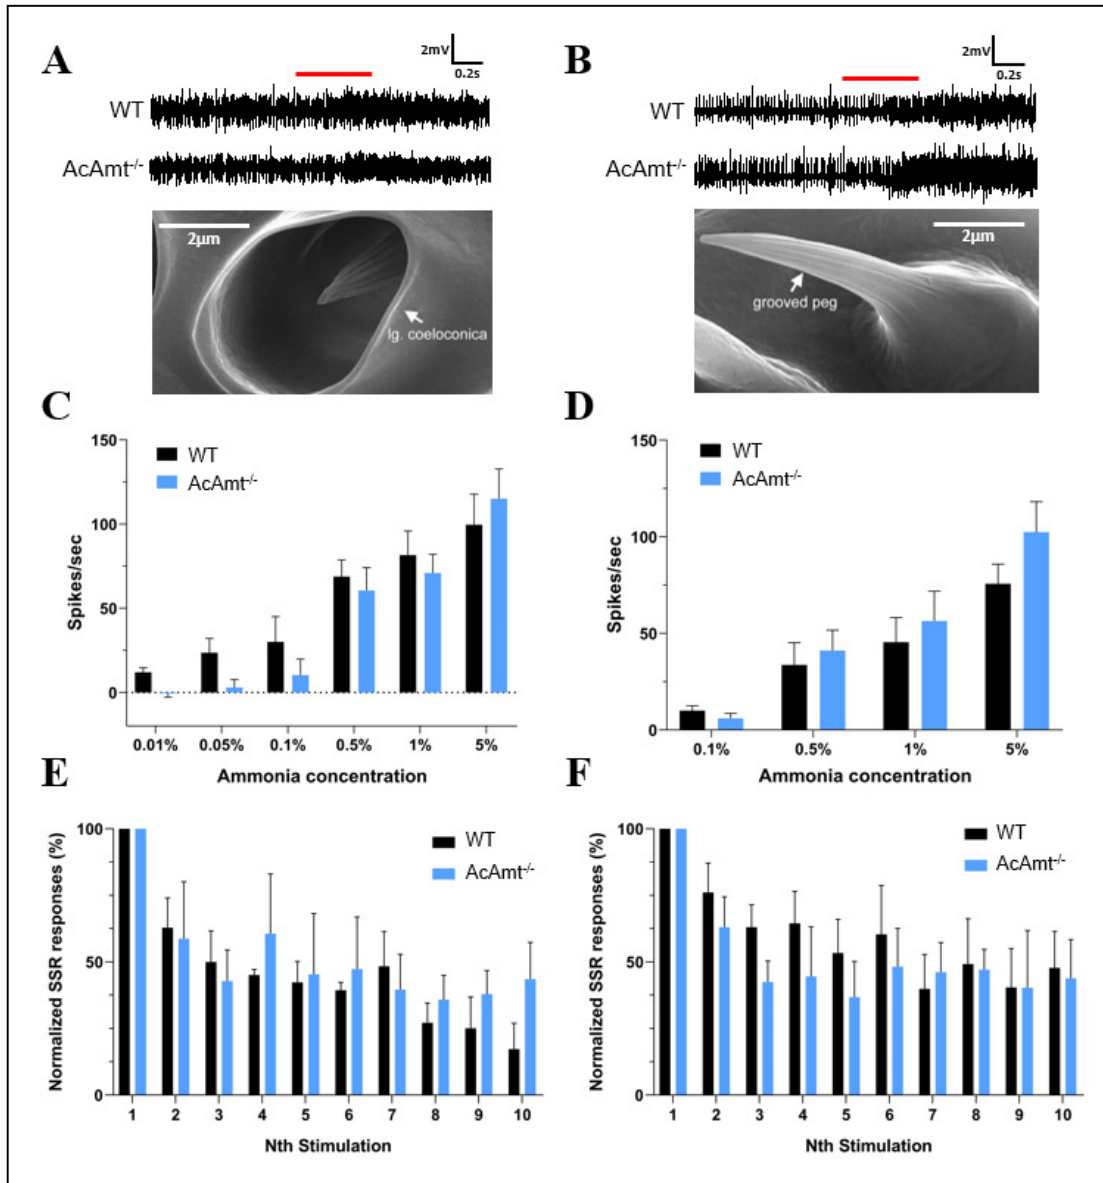 A
2mV
0.2s
WT
AcAmt-/-
2µm
lg. coeloconica
B
2mV
0.2s
WT
AcAmt-/-
2µm
grooved peg
C
150
100
50
0
Spikes/sec
WT
AcAmt-/-
0.01% 0.05% 0.1% 0.5% 1% 5%
Ammonia concentration
D
150
100
50
0
Spikes/sec
WT
AcAmt-/-
0.1% 0.5% 1% 5%
Ammonia concentration
E
100
50
0
Normalized SSR responses (%)
WT
AcAmt-/-
1 2 3 4 5 6 7 8 9 10
Nth Stimulation
F
100
50
0
Normalized SSR responses (%)
WT
AcAmt-/-
1 2 3 4 5 6 7 8 9 10
Nth Stimulation